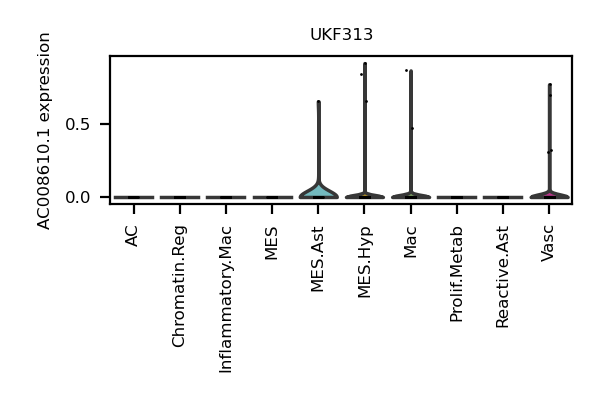 UKF313
AC008610.1 expression
0.5
0.0
AC
Chromatin.Reg
Inflammatory.Mac
MES
MES.Ast
MES.Hyp
Mac
Prolif.Metab
Reactive.Ast
Vasc